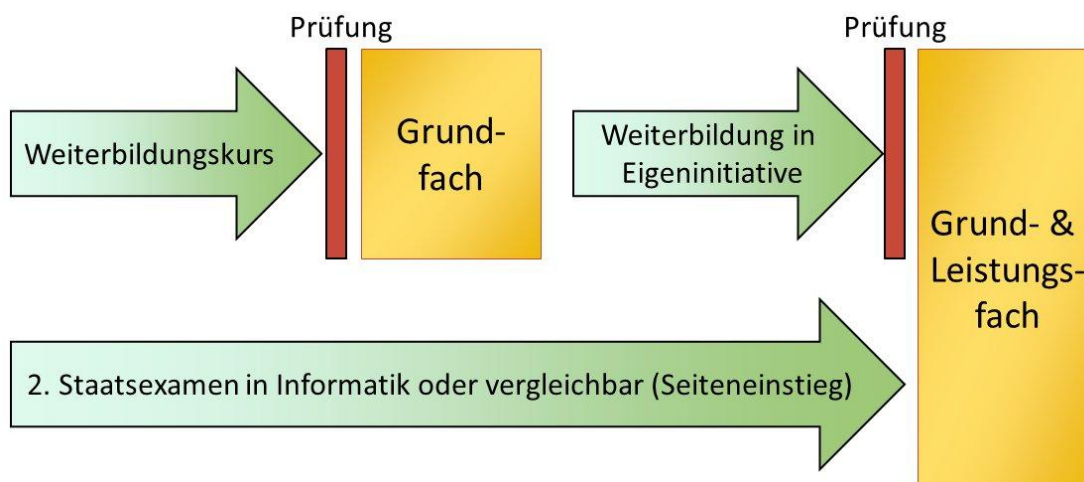 Prüfung
Prüfung
Weiterbildungskurs
Grund-
fach
Weiterbildung in
Eigeninitiative
Grund- &
Leistungs-
fach
2. Staatsexamen in Informatik oder vergleichbar (Seiteneinstieg)